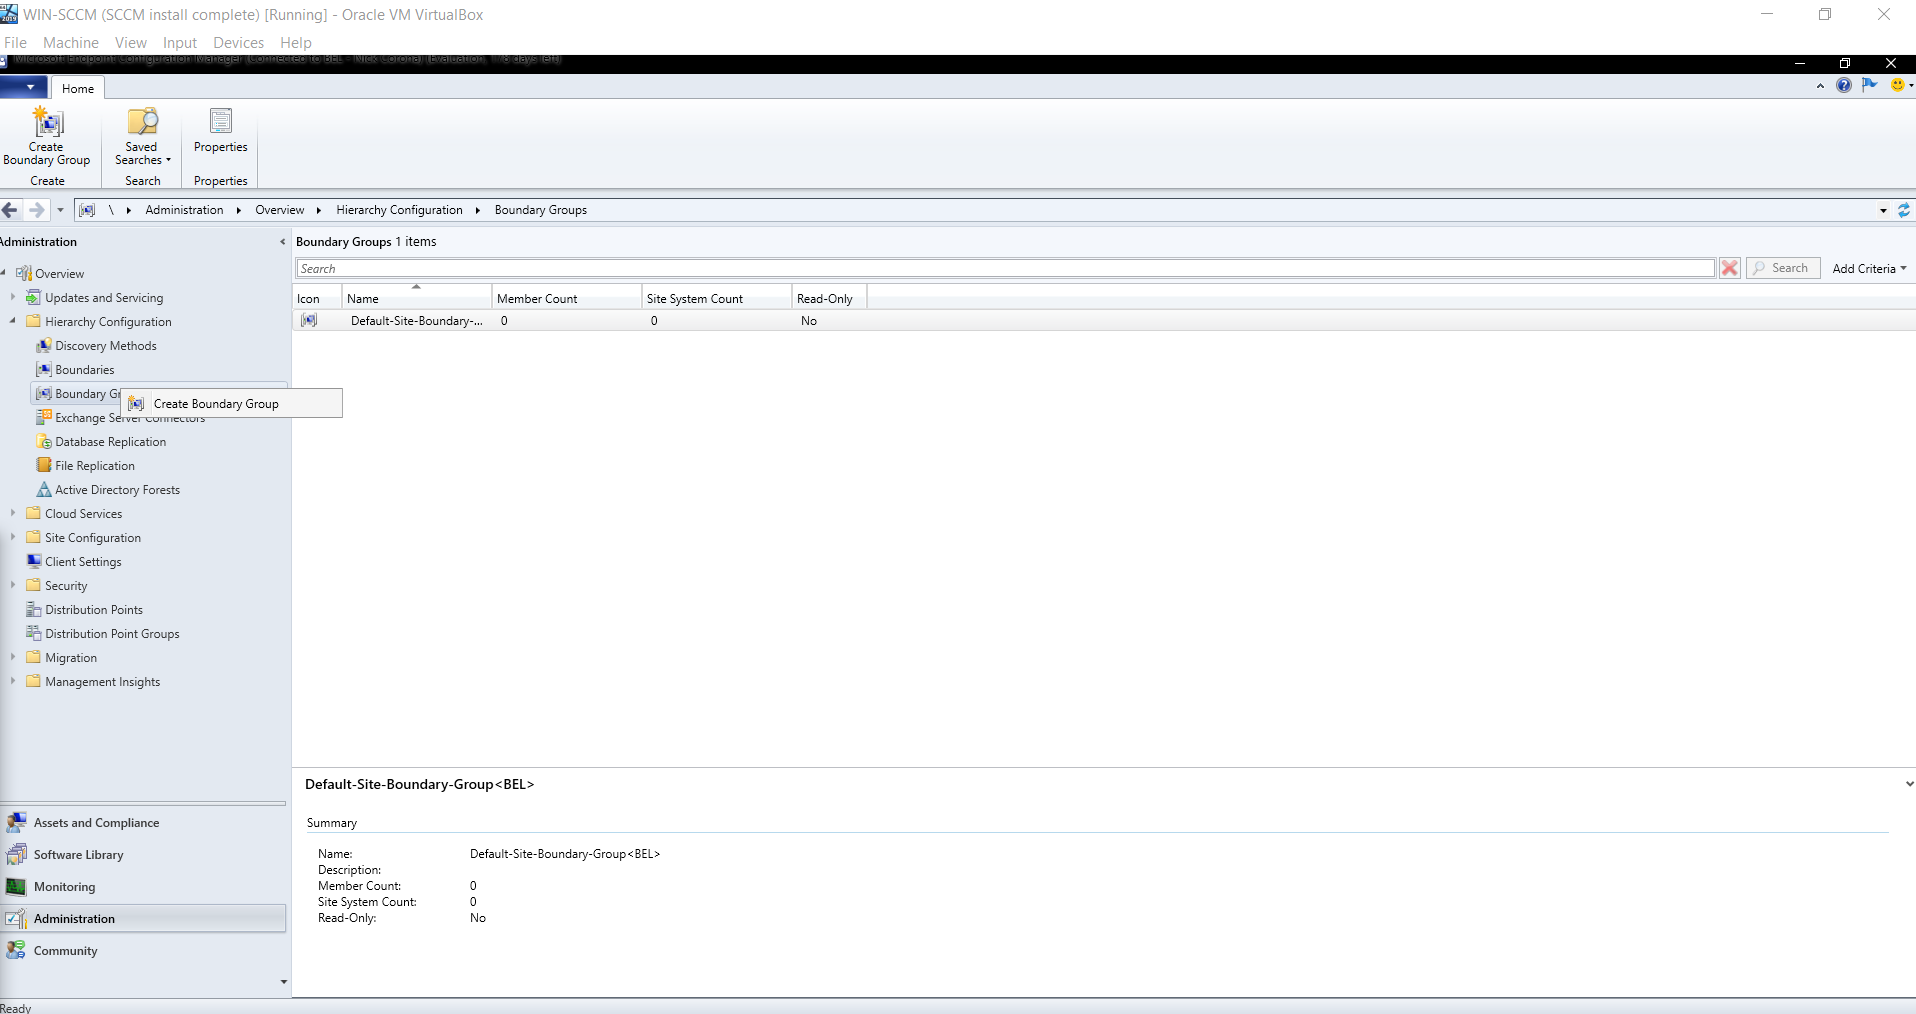 WIN-SCCM (SCCM install complete) [Running] - Oracle VM VirtualBox
File Machine View Input Devices Help
Microsoft Endpoint Configuration Manager (Connected to BEL - Nick Corona) (Evaluation, 178 days left)
Home
Create Boundary Group
Saved Searches
Properties
Create
Search
Properties
\ Administration Overview Hierarchy Configuration Boundary Groups
Administration
Overview
Updates and Servicing
Hierarchy Configuration
Discovery Methods
Boundaries
Boundary Gr
Create Boundary Group
Exchange Server Connectors
Database Replication
File Replication
Active Directory Forests
Cloud Services
Site Configuration
Client Settings
Security
Distribution Points
Distribution Point Groups
Migration
Management Insights
Assets and Compliance
Software Library
Monitoring
Administration
Community
Boundary Groups 1 items
Search
Search
Add Criteria
Icon Name Member Count Site System Count Read-Only
Default-Site-Boundary-... 0 0 No
Default-Site-Boundary-Group<BEL>
Summary
Name: Default-Site-Boundary-Group<BEL>
Description:
Member Count: 0
Site System Count: 0
Read-Only: No
Ready